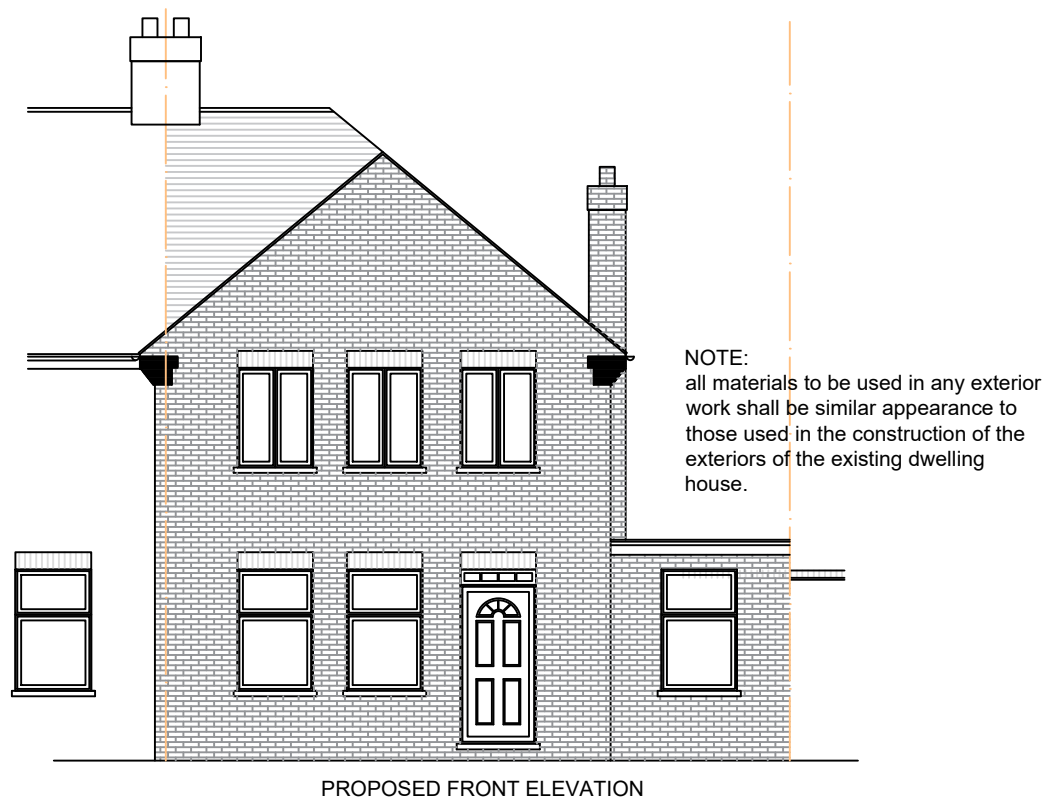 NOTE:
all materials to be used in any exterior
work shall be similar appearance to
those used in the construction of the
exteriors of the existing dwelling
house.
PROPOSED FRONT ELEVATION